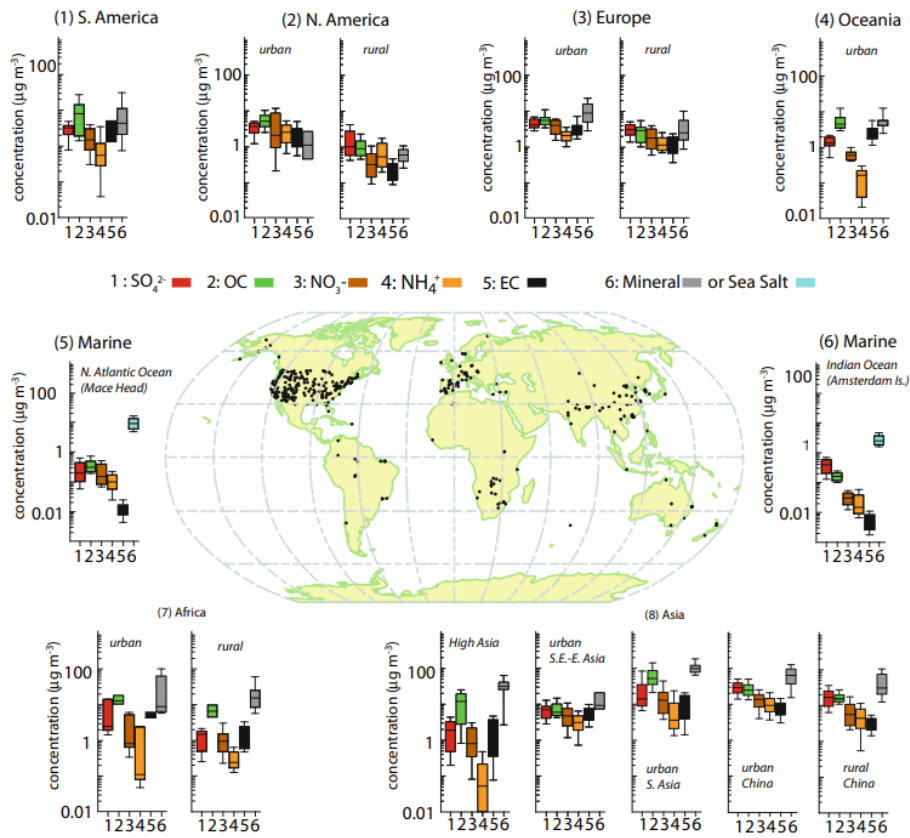 (1) S. America
(2) N. America
(3) Europe
(4) Oceania
concentration (µg m⁻³)
100
1
0.01
123456
concentration (µg m⁻³)
urban
rural
100
1
0.01
123456
123456
concentration (µg m⁻³)
urban
rural
100
1
0.01
123456
123456
concentration (µg m⁻³)
urban
100
1
0.01
123456
1 : SO₄²⁻
2: OC
3: NO₃-
4: NH₄⁺
5: EC
6: Mineral
or Sea Salt
(5) Marine
N. Atlantic Ocean
(Mace Head)
concentration (µg m⁻³)
100
1
0.01
123456
(6) Marine
Indian Ocean
(Amsterdam Is.)
concentration (µg m⁻³)
100
1
0.01
123456
(7) Africa
urban
rural
concentration (µg m⁻³)
100
1
0.01
123456
123456
(8) Asia
High Asia
urban
S.E.-E. Asia
concentration (µg m⁻³)
100
1
0.01
urban
S. Asia
urban
China
rural
China
123456
123456
123456
123456
123456